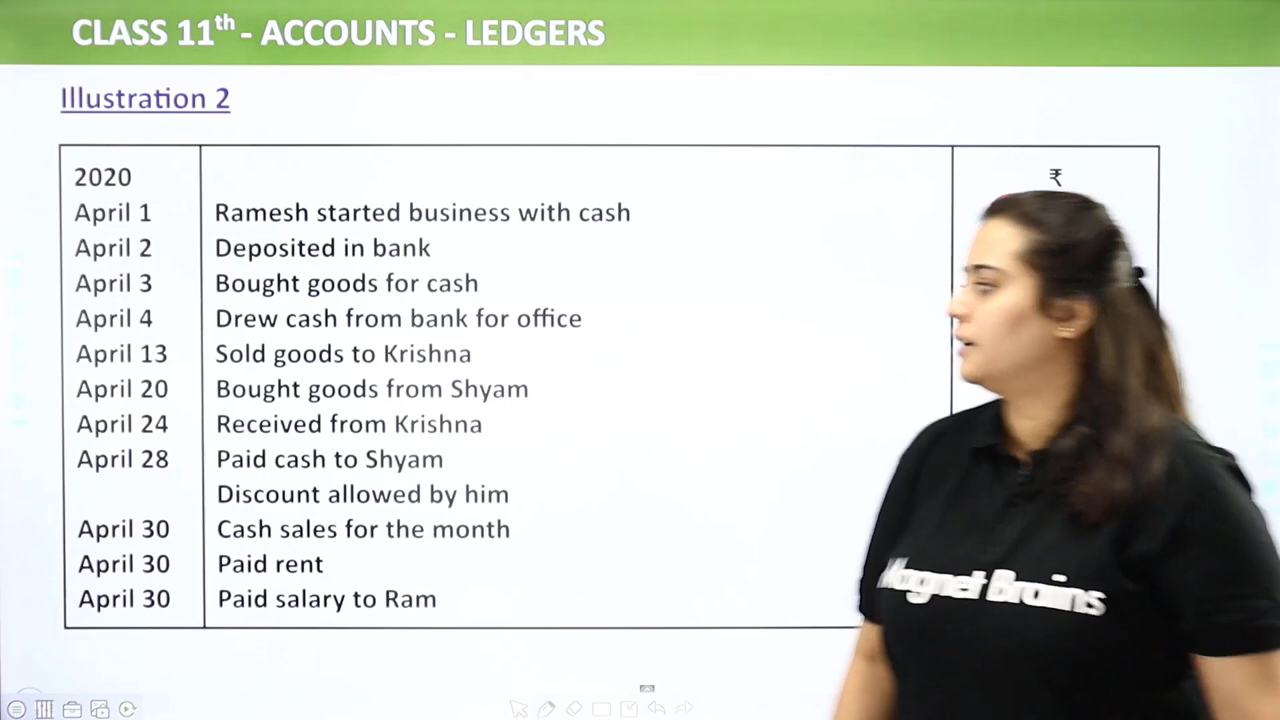 CLASS 11th - ACCOUNTS - LEDGERS
Illustration 2
2020 ₹
April 1 Ramesh started business with cash
April 2 Deposited in bank
April 3 Bought goods for cash
April 4 Drew cash from bank for office
April 13 Sold goods to Krishna
April 20 Bought goods from Shyam
April 24 Received from Krishna
April 28 Paid cash to Shyam
Discount allowed by him
April 30 Cash sales for the month
April 30 Paid rent
April 30 Paid salary to Ram
Magnet Brains